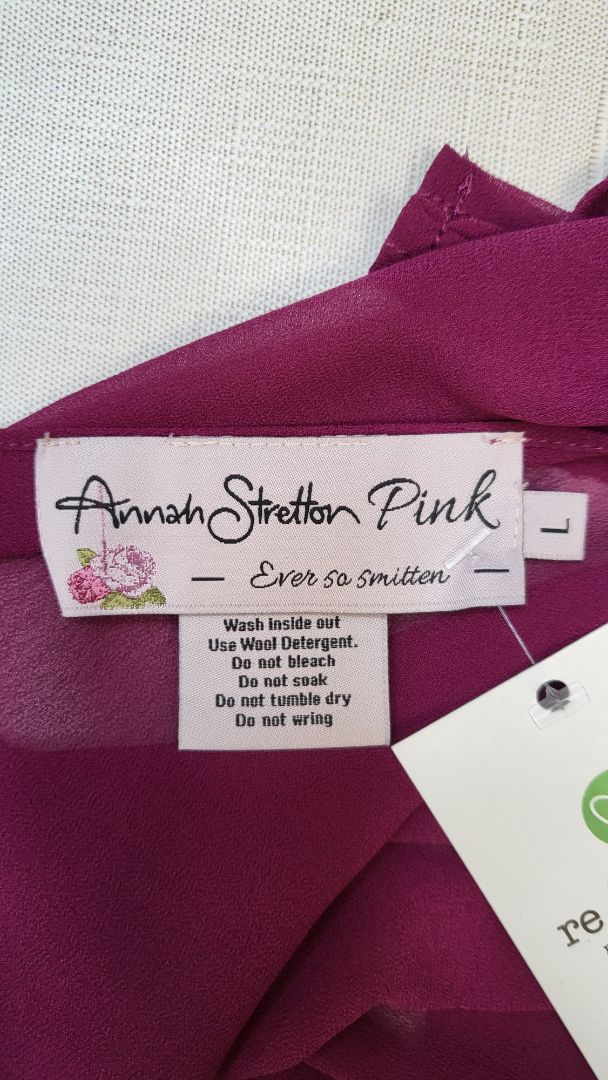 Annah Stretton Pink
— Ever so smitten —
L
Wash inside out
Use Wool Detergent.
Do not bleach
Do not soak
Do not tumble dry
Do not wring
re